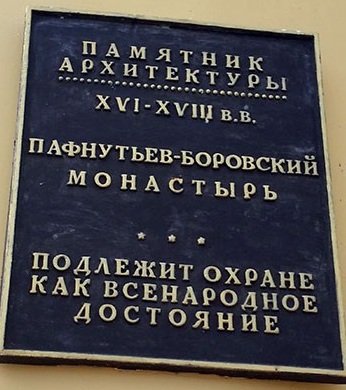 ПАМЯТНИК
АРХИТЕКТУРЫ
XVI-XVIII В.В.
ПАФНУТЬЕВ-БОРОВСКИЙ
МОНАСТЫРЬ
* * *
ПОДЛЕЖИТ ОХРАНЕ
КАК ВСЕНАРОДНОЕ
ДОСТОЯНИЕ